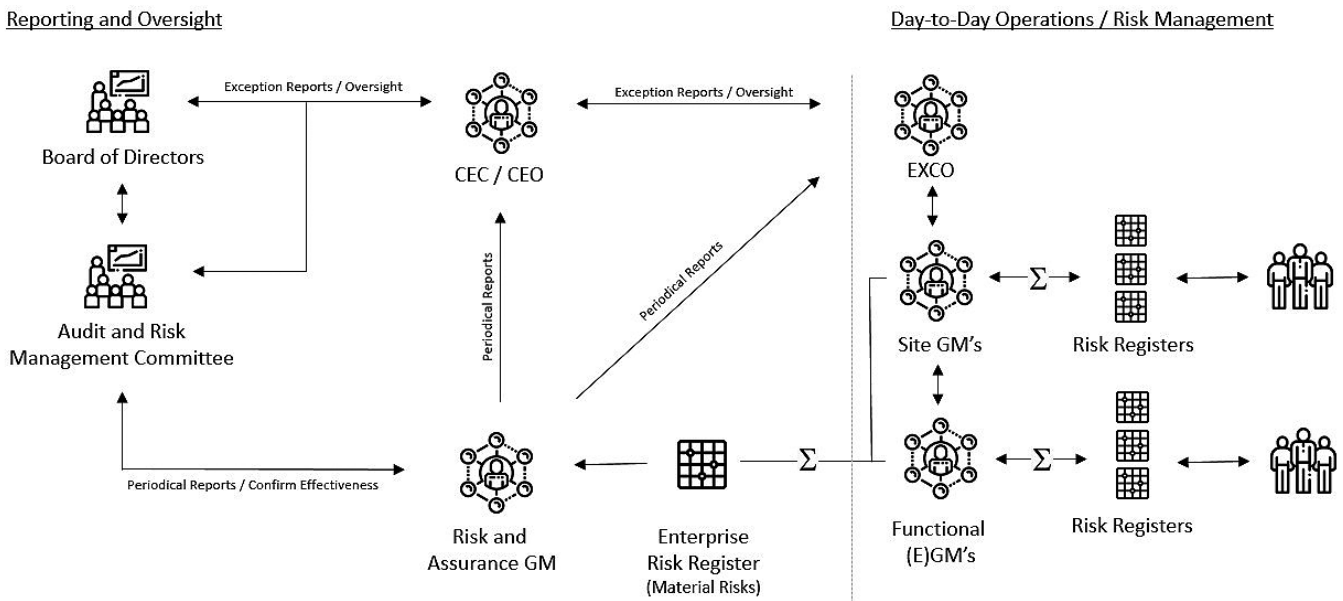 Reporting and Oversight
Day-to-Day Operations / Risk Management
Exception Reports / Oversight
Exception Reports / Oversight
Board of Directors
CEC / CEO
EXCO
Periodical Reports
Periodical Reports
Audit and Risk
Management Committee
Σ
Site GM's
Risk Registers
Periodical Reports / Confirm Effectiveness
Σ
Σ
Risk and
Assurance GM
Enterprise
Risk Register
(Material Risks)
Functional
(E)GM's
Risk Registers